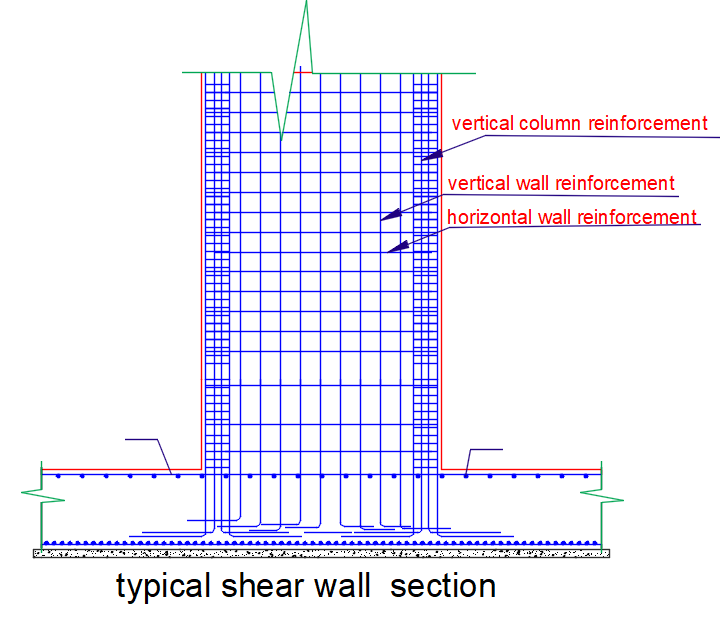 vertical column reinforcement
vertical wall reinforcement
horizontal wall reinforcement
typical shear wall section